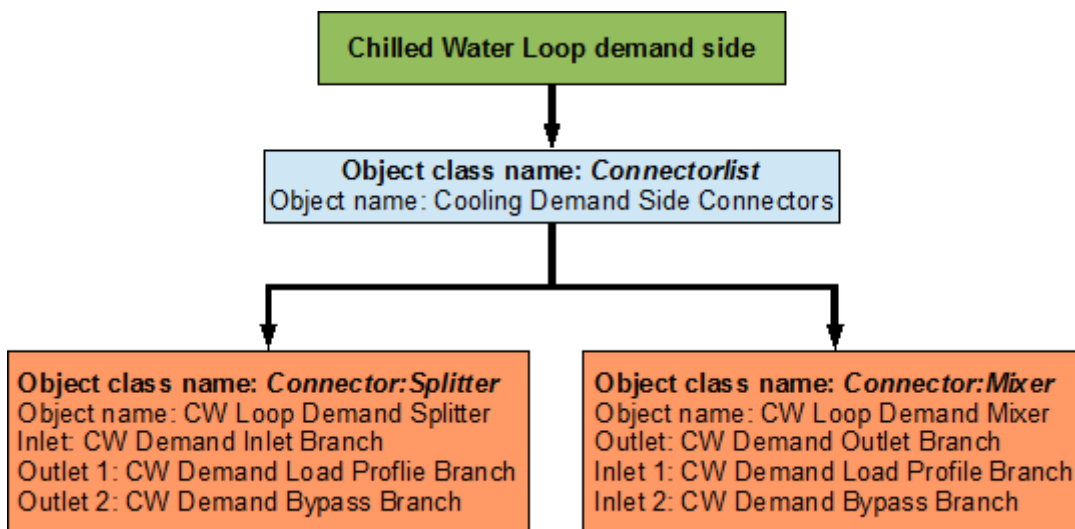 Chilled Water Loop demand side
Object class name: Connectorlist
Object name: Cooling Demand Side Connectors
Object class name: Connector:Splitter
Object name: CW Loop Demand Splitter
Inlet: CW Demand Inlet Branch
Outlet 1: CW Demand Load Proflie Branch
Outlet 2: CW Demand Bypass Branch
Object class name: Connector:Mixer
Object name: CW Loop Demand Mixer
Outlet: CW Demand Outlet Branch
Inlet 1: CW Demand Load Profile Branch
Inlet 2: CW Demand Bypass Branch